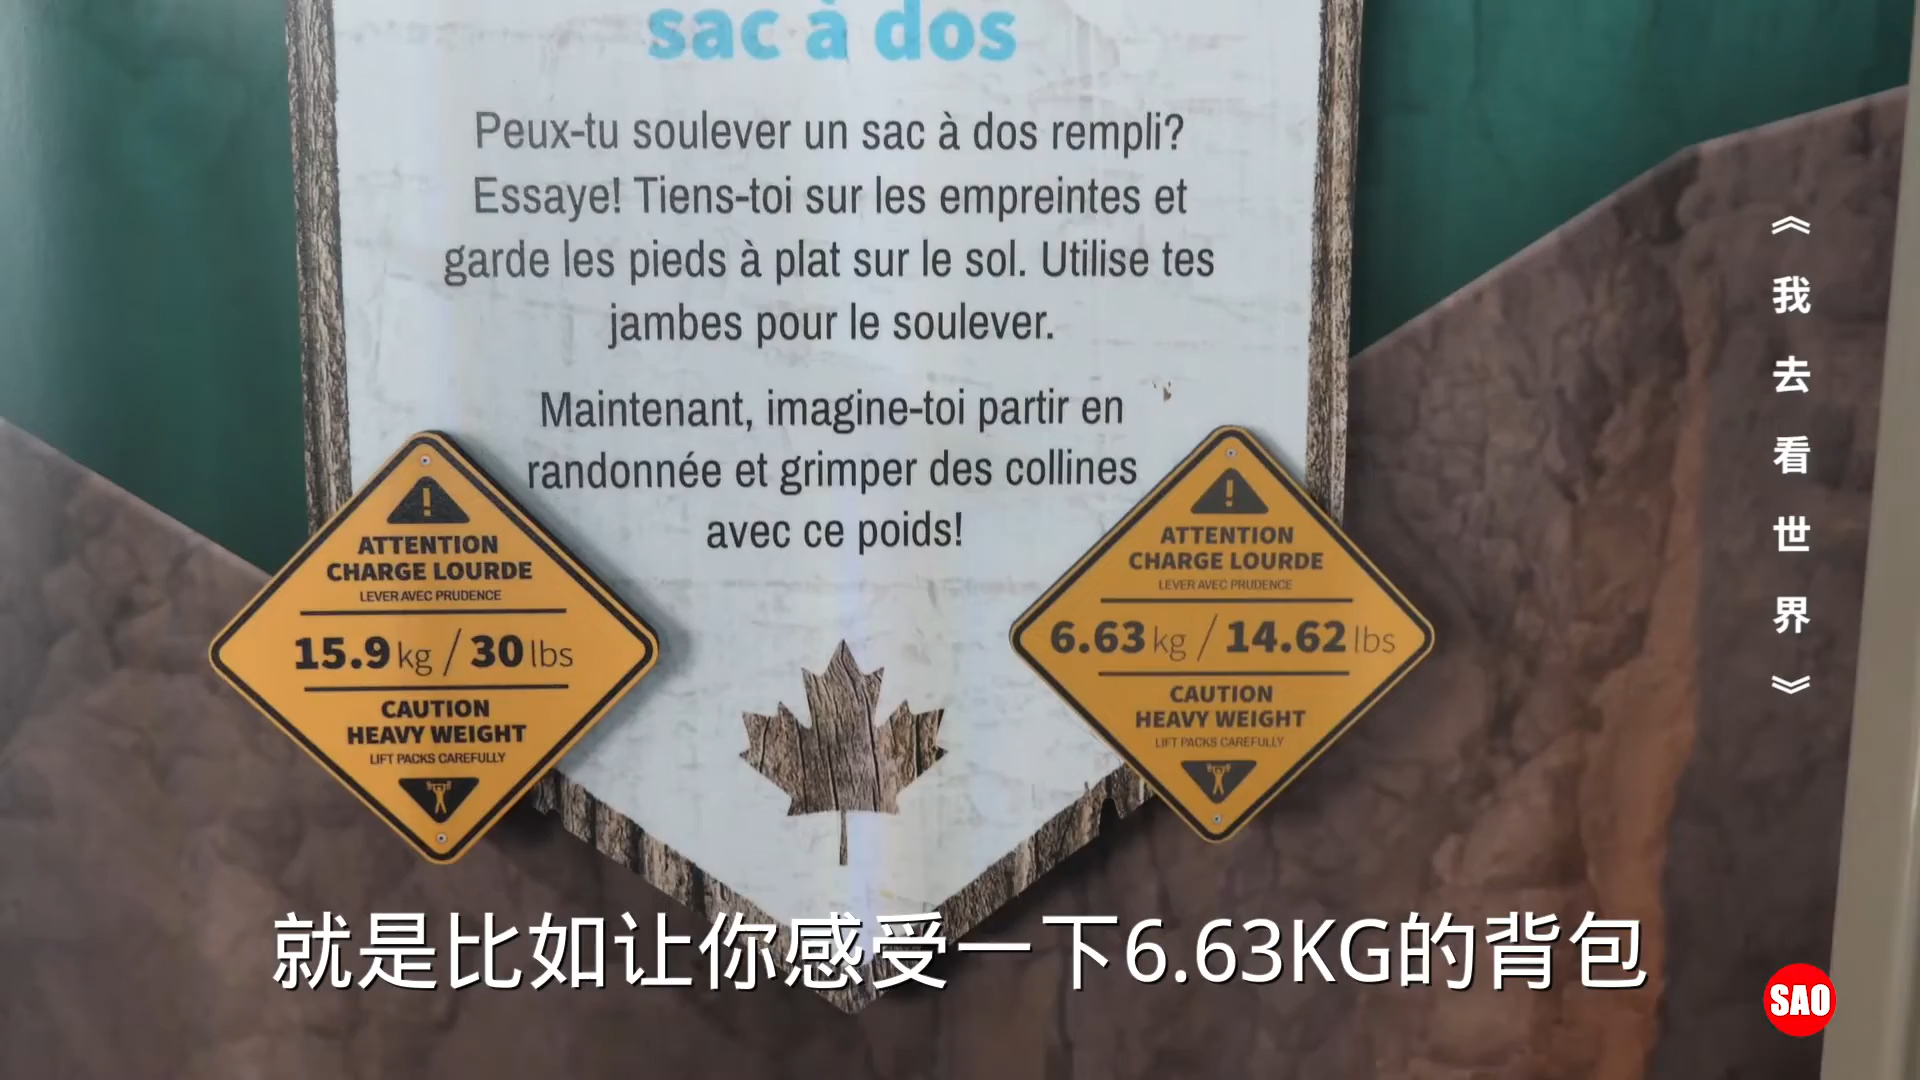 sac à dos
Peux-tu soulever un sac à dos rempli?
Essaye! Tiens-toi sur les empreintes et
garde les pieds à plat sur le sol. Utilise tes
jambes pour le soulever.
Maintenant, imagine-toi partir en
randonnée et grimper des collines
avec ce poids!
ATTENTION
CHARGE LOURDE
LEVER AVEC PRUDENCE
15.9 kg / 30 lbs
CAUTION
HEAVY WEIGHT
LIFT PACKS CAREFULLY
ATTENTION
CHARGE LOURDE
LEVER AVEC PRUDENCE
6.63 kg / 14.62 lbs
CAUTION
HEAVY WEIGHT
LIFT PACKS CAREFULLY
《我去看世界》
就是比如让你感受一下6.63KG的背包
SAO